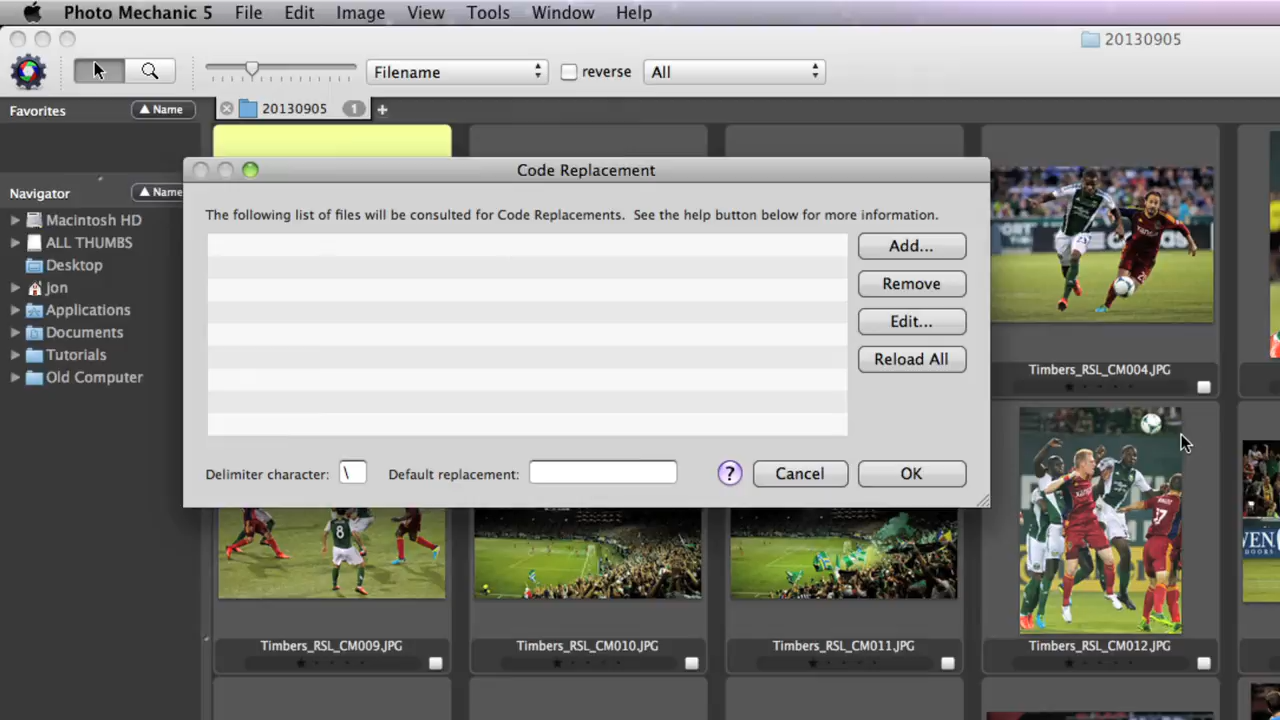 Photo Mechanic 5 File Edit Image View Tools Window Help
20130905
Filename reverse All
Favorites Name
20130905 1 +
Code Replacement
The following list of files will be consulted for Code Replacements. See the help button below for more information.
Add...
Remove
Edit...
Reload All
Delimiter character: \ Default replacement: ? Cancel OK
Navigator Name
Macintosh HD
ALL THUMBS
Desktop
jon
Applications
Documents
Tutorials
Old Computer
Timbers_RSL_CM004.JPG
8
37
Timbers_RSL_CM009.JPG
Timbers_RSL_CM010.JPG
Timbers_RSL_CM011.JPG
Timbers_RSL_CM012.JPG